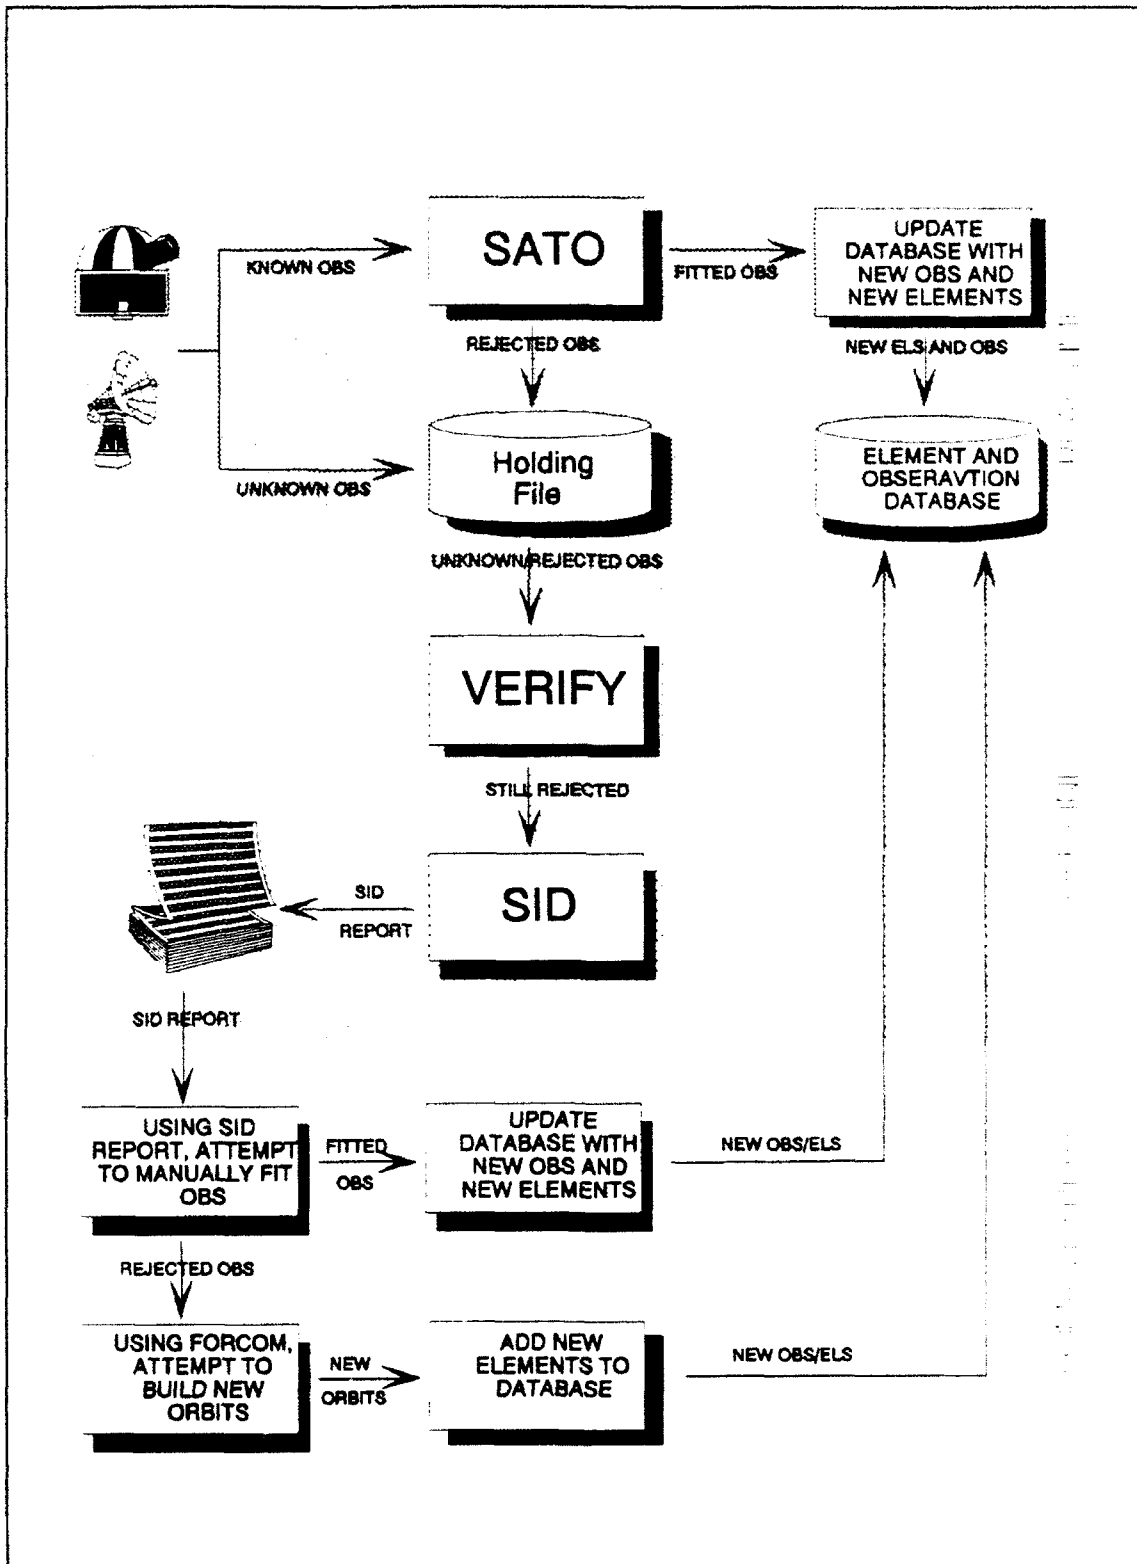 SATO
UPDATE
DATABASE WITH
NEW OBS AND
NEW ELEMENTS
KNOWN OBS
FITTED OBS
REJECTED OBS
NEW ELS AND OBS
Holding
File
ELEMENT AND
OBSERAVTION
DATABASE
UNKNOWN OBS
UNKNOWN/REJECTED OBS
VERIFY
STILL REJECTED
SID
SID
REPORT
SID REPORT
USING SID
REPORT, ATTEMPT
TO MANUALLY FIT
OBS
FITTED
OBS
UPDATE
DATABASE WITH
NEW OBS AND
NEW ELEMENTS
NEW OBS/ELS
REJECTED OBS
USING FORCOM,
ATTEMPT TO
BUILD NEW
ORBITS
NEW
ORBITS
ADD NEW
ELEMENTS TO
DATABASE
NEW OBS/ELS